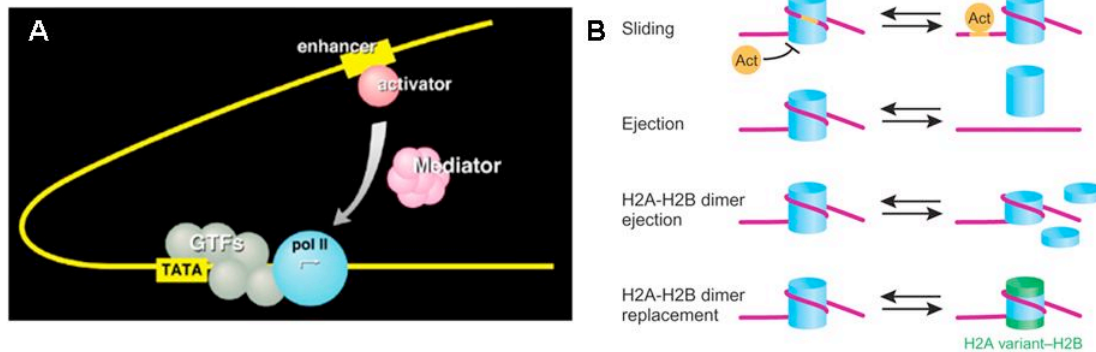 A
enhancer
activator
Mediator
GTFs
pol II
TATA
B
Sliding
Act
Act
Ejection
H2A-H2B dimer
ejection
H2A-H2B dimer
replacement
H2A variant–H2B